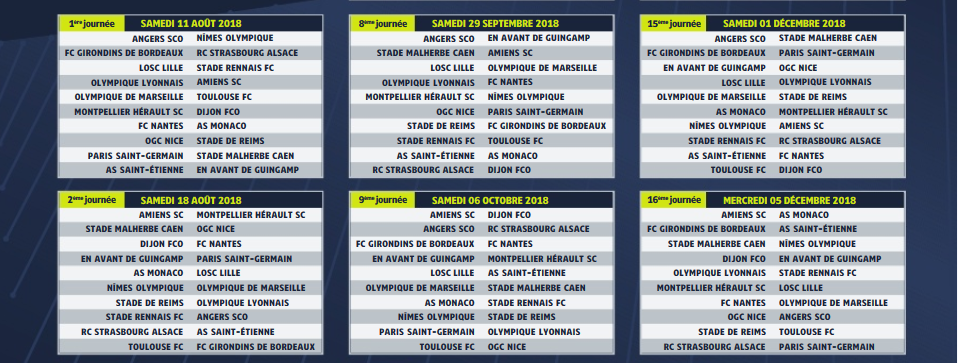 1ère journée SAMEDI 11 AOÛT 2018
ANGERS SCO NÎMES OLYMPIQUE
FC GIRONDINS DE BORDEAUX RC STRASBOURG ALSACE
LOSC LILLE STADE RENNAIS FC
OLYMPIQUE LYONNAIS AMIENS SC
OLYMPIQUE DE MARSEILLE TOULOUSE FC
MONTPELLIER HÉRAULT SC DIJON FCO
FC NANTES AS MONACO
OGC NICE STADE DE REIMS
PARIS SAINT-GERMAIN STADE MALHERBE CAEN
AS SAINT-ÉTIENNE EN AVANT DE GUINGAMP
2ème journée SAMEDI 18 AOÛT 2018
AMIENS SC MONTPELLIER HÉRAULT SC
STADE MALHERBE CAEN OGC NICE
DIJON FCO FC NANTES
EN AVANT DE GUINGAMP PARIS SAINT-GERMAIN
AS MONACO LOSC LILLE
NÎMES OLYMPIQUE OLYMPIQUE DE MARSEILLE
STADE DE REIMS OLYMPIQUE LYONNAIS
STADE RENNAIS FC ANGERS SCO
RC STRASBOURG ALSACE AS SAINT-ÉTIENNE
TOULOUSE FC FC GIRONDINS DE BORDEAUX
8ème journée SAMEDI 29 SEPTEMBRE 2018
ANGERS SCO EN AVANT DE GUINGAMP
STADE MALHERBE CAEN AMIENS SC
LOSC LILLE OLYMPIQUE DE MARSEILLE
OLYMPIQUE LYONNAIS FC NANTES
MONTPELLIER HÉRAULT SC NÎMES OLYMPIQUE
OGC NICE PARIS SAINT-GERMAIN
STADE DE REIMS FC GIRONDINS DE BORDEAUX
STADE RENNAIS FC TOULOUSE FC
AS SAINT-ÉTIENNE AS MONACO
RC STRASBOURG ALSACE DIJON FCO
9ème journée SAMEDI 06 OCTOBRE 2018
AMIENS SC DIJON FCO
ANGERS SCO RC STRASBOURG ALSACE
FC GIRONDINS DE BORDEAUX FC NANTES
EN AVANT DE GUINGAMP MONTPELLIER HÉRAULT SC
LOSC LILLE AS SAINT-ÉTIENNE
OLYMPIQUE DE MARSEILLE STADE MALHERBE CAEN
AS MONACO STADE RENNAIS FC
NÎMES OLYMPIQUE STADE DE REIMS
PARIS SAINT-GERMAIN OLYMPIQUE LYONNAIS
TOULOUSE FC OGC NICE
15ème journée SAMEDI 01 DÉCEMBRE 2018
ANGERS SCO STADE MALHERBE CAEN
FC GIRONDINS DE BORDEAUX PARIS SAINT-GERMAIN
EN AVANT DE GUINGAMP OGC NICE
LOSC LILLE OLYMPIQUE LYONNAIS
OLYMPIQUE DE MARSEILLE STADE DE REIMS
AS MONACO MONTPELLIER HÉRAULT SC
NÎMES OLYMPIQUE AMIENS SC
STADE RENNAIS FC RC STRASBOURG ALSACE
AS SAINT-ÉTIENNE FC NANTES
TOULOUSE FC DIJON FCO
16ème journée MERCREDI 05 DÉCEMBRE 2018
AMIENS SC AS MONACO
FC GIRONDINS DE BORDEAUX AS SAINT-ÉTIENNE
STADE MALHERBE CAEN NÎMES OLYMPIQUE
DIJON FCO EN AVANT DE GUINGAMP
OLYMPIQUE LYONNAIS STADE RENNAIS FC
MONTPELLIER HÉRAULT SC LOSC LILLE
FC NANTES OLYMPIQUE DE MARSEILLE
OGC NICE ANGERS SCO
STADE DE REIMS TOULOUSE FC
RC STRASBOURG ALSACE PARIS SAINT-GERMAIN